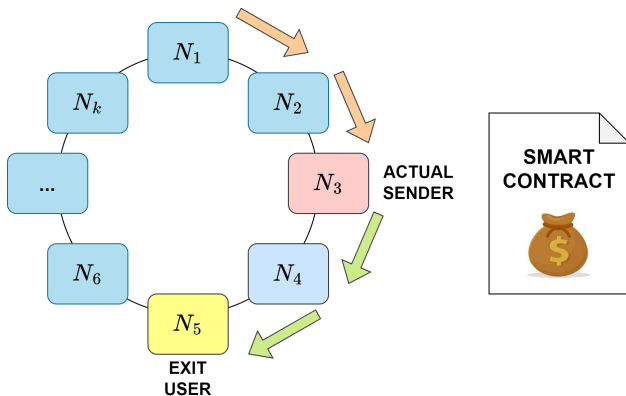 N₁
N₂
N₃
ACTUAL
SENDER
N₄
N₅
EXIT
USER
N₆
...
Nₖ
SMART
CONTRACT
$